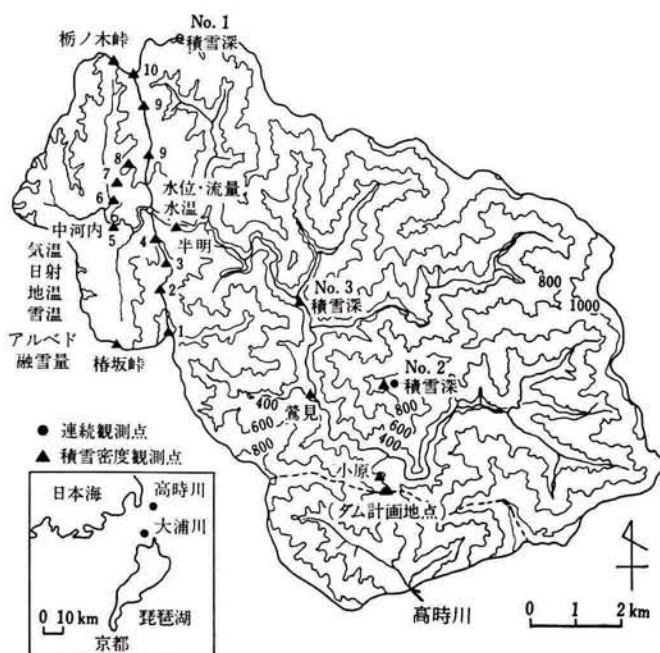 No. 1
積雪深
栃ノ木峠
10
9
8
9
7
6
水位・流量
水温
中河内
5
4
半明
気温
日射
地温
雪温
3
2
No. 3
積雪深
800
1000
アルベド
融雪量
椿坂峠
1
No. 2
積雪深
400
600
800
鷲見
800
600
400
● 連続観測点
▲ 積雪密度観測点
小原
(ダム計画地点)
日本海
高時川
大浦川
0 10 km
琵琶湖
京都
高時川
0 1 2 km